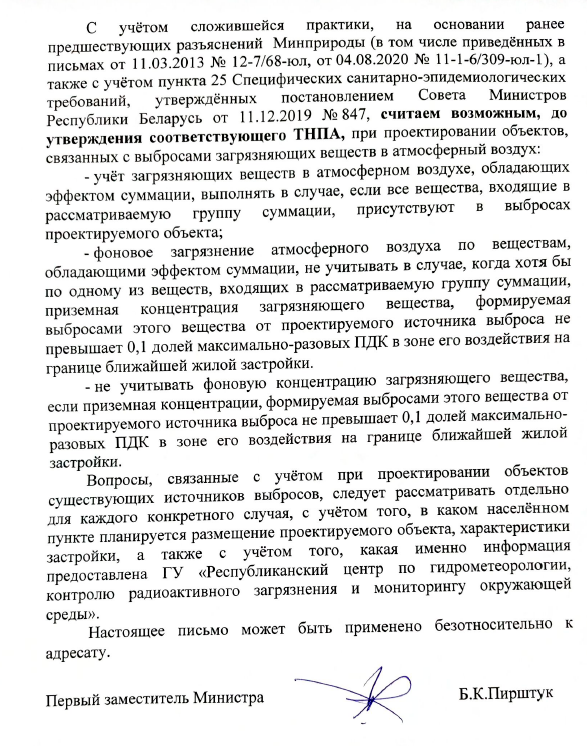 С учётом сложившейся практики, на основании ранее
предшествующих разъяснений Минприроды (в том числе приведённых в
письмах от 11.03.2013 № 12-7/68-юл, от 04.08.2020 № 11-1-6/309-юл-1), а
также с учётом пункта 25 Специфических санитарно-эпидемиологических
требований, утверждённых постановлением Совета Министров
Республики Беларусь от 11.12.2019 № 847, считаем возможным, до
утверждения соответствующего ТНПА, при проектировании объектов,
связанных с выбросами загрязняющих веществ в атмосферный воздух:
- учёт загрязняющих веществ в атмосферном воздухе, обладающих
эффектом суммации, выполнять в случае, если все вещества, входящие в
рассматриваемую группу суммации, присутствуют в выбросах
проектируемого объекта;
- фоновое загрязнение атмосферного воздуха по веществам,
обладающими эффектом суммации, не учитывать в случае, когда хотя бы
по одному из веществ, входящих в рассматриваемую группу суммации,
приземная концентрация загрязняющего вещества, формируемая
выбросами этого вещества от проектируемого источника выброса не
превышает 0,1 долей максимально-разовых ПДК в зоне его воздействия на
границе ближайшей жилой застройки.
- не учитывать фоновую концентрацию загрязняющего вещества,
если приземная концентрации, формируемая выбросами этого вещества от
проектируемого источника выброса не превышает 0,1 долей максимально-
разовых ПДК в зоне его воздействия на границе ближайшей жилой
застройки.
Вопросы, связанные с учётом при проектировании объектов
существующих источников выбросов, следует рассматривать отдельно
для каждого конкретного случая, с учётом того, в каком населённом
пункте планируется размещение проектируемого объекта, характеристики
застройки, а также с учётом того, какая именно информация
предоставлена ГУ «Республиканский центр по гидрометеорологии,
контролю радиоактивного загрязнения и мониторингу окружающей
среды».
Настоящее письмо может быть применено безотносительно к
адресату.
Первый заместитель Министра Б.К.Пирштук